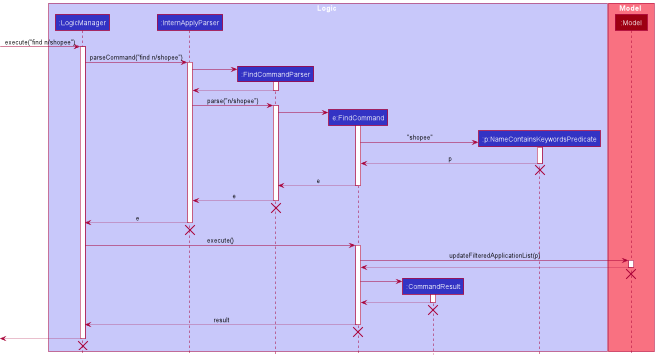 Logic
Model
:LogicManager
:InternApplyParser
:Model
execute("find n/shopee")
parseCommand("find n/shopee")
:FindCommandParser
parse("n/shopee")
e:FindCommand
"shopee"
:p:NameContainsKeywordsPredicate
p
e
e
e
execute()
updateFilteredApplicationList(p)
:CommandResult
result